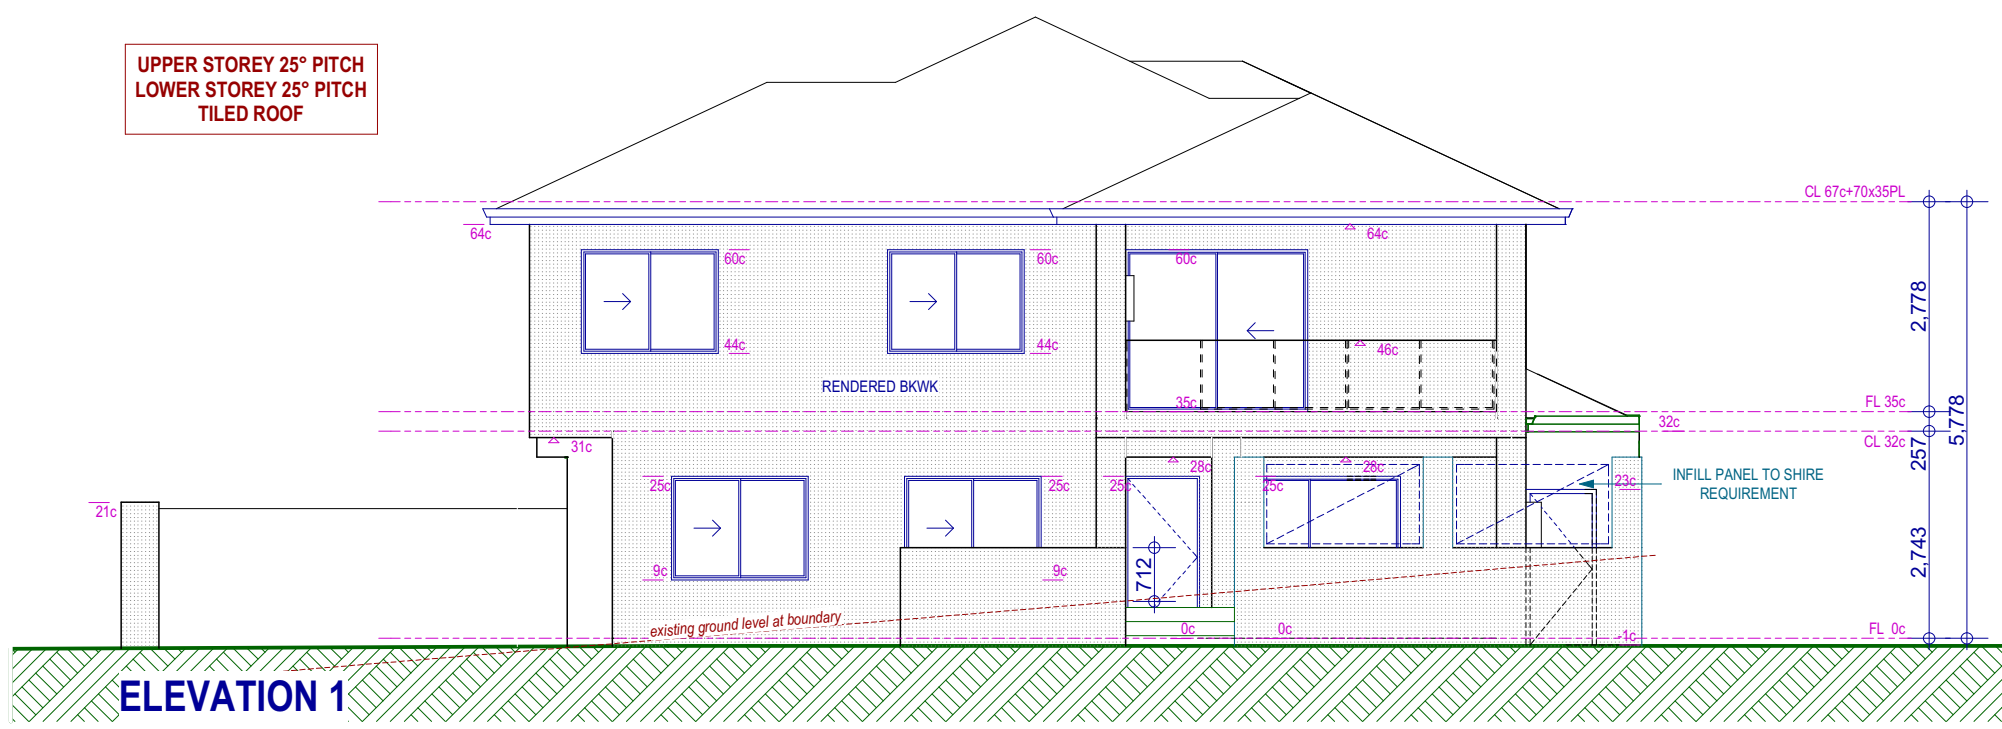 UPPER STOREY 25° PITCH
LOWER STOREY 25° PITCH
TILED ROOF
CL 67c+70x35PL
64c
64c
60c
60c
60c
2,778
44c
44c
46c
RENDERED BKWK
35c
FL 35c
32c
5,778
31c
CL 32c
257
28c
28c
25c
25c
25c
25c
23c
INFILL PANEL TO SHIRE
REQUIREMENT
21c
2,743
9c
9c
712
existing ground level at boundary
0c
0c
-1c
FL 0c
ELEVATION 1